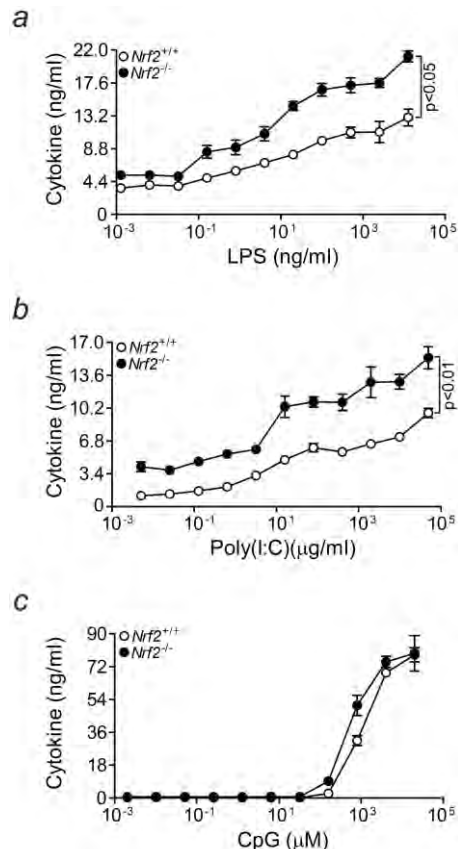 a
Nrf2+/+
Nrf2-/-
22.0
17.6
13.2
8.8
4.4
0
Cytokine (ng/ml)
p<0.05
10-3 10-1 101 103 105
LPS (ng/ml)
b
Nrf2+/+
Nrf2-/-
17.0
13.6
10.2
6.8
3.4
0
Cytokine (ng/ml)
p<0.01
10-3 10-1 101 103 105
Poly(I:C)(μg/ml)
c
Nrf2+/+
Nrf2-/-
90
72
54
36
18
0
Cytokine (ng/ml)
10-3 10-1 101 103 105
CpG (μM)